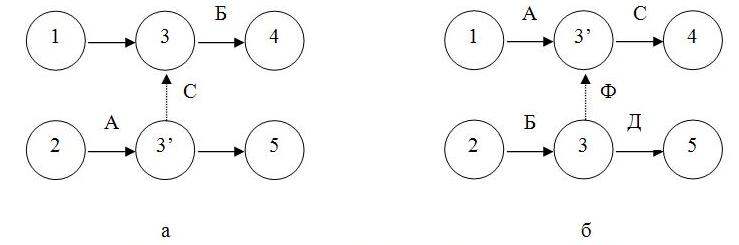 Б А С
1 3 4 1 3’ 4
С Ф
А Б Д
2 3’ 5 2 3 5
а б